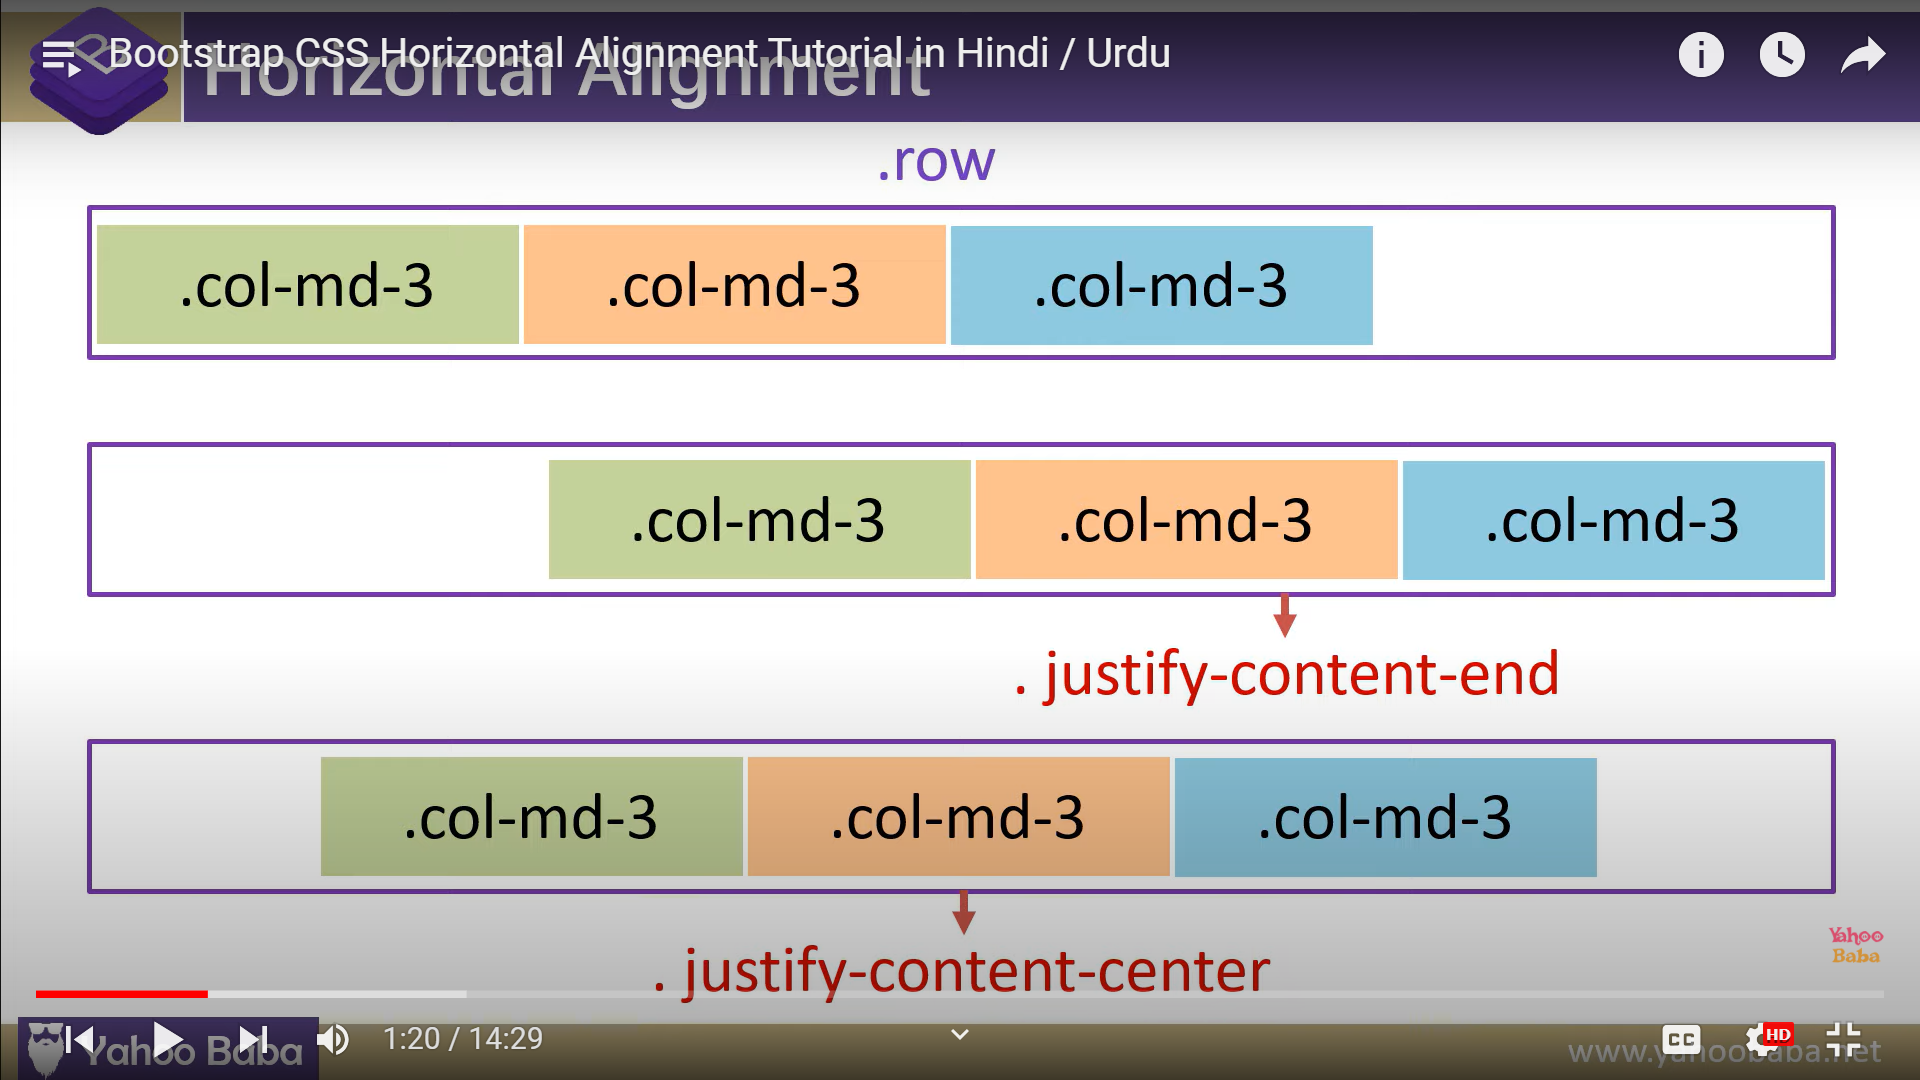 Bootstrap CSS Horizontal Alignment Tutorial in Hindi / Urdu
Horizontal Alignment
.row
.col-md-3 .col-md-3 .col-md-3
.col-md-3 .col-md-3 .col-md-3
. justify-content-end
.col-md-3 .col-md-3 .col-md-3
. justify-content-center
Yahoo
Baba
Yahoo Baba
1:20 / 14:29
CC
HD
www.yahoobaba.net